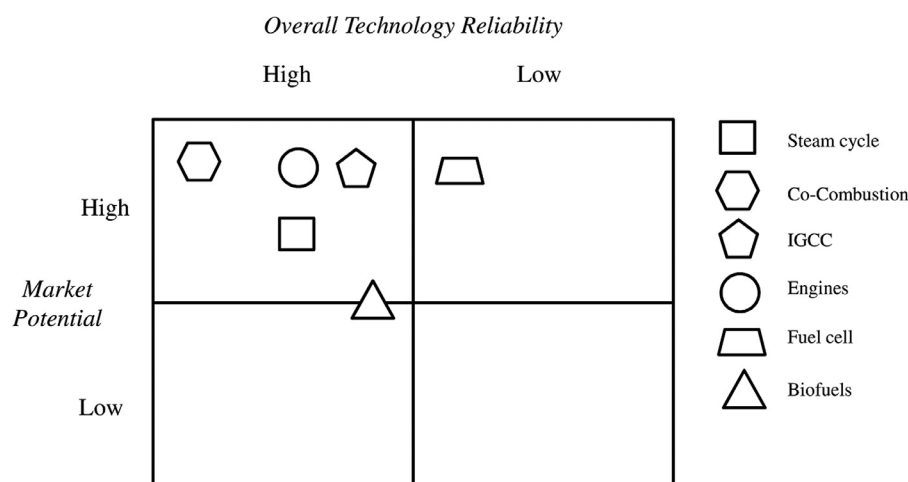 Overall Technology Reliability
High
Low
Steam cycle
Co-Combustion
High
IGCC
Market
Potential
Engines
Fuel cell
Low
Biofuels